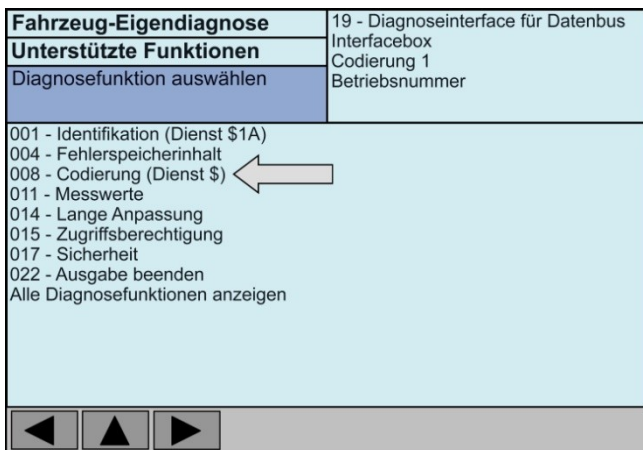 Fahrzeug-Eigendiagnose
Unterstützte Funktionen
Diagnosefunktion auswählen
19 - Diagnoseinterface für Datenbus
Interfacebox
Codierung 1
Betriebsnummer
001 - Identifikation (Dienst $1A)
004 - Fehlerspeicherinhalt
008 - Codierung (Dienst $)
011 - Messwerte
014 - Lange Anpassung
015 - Zugriffsberechtigung
017 - Sicherheit
022 - Ausgabe beenden
Alle Diagnosefunktionen anzeigen